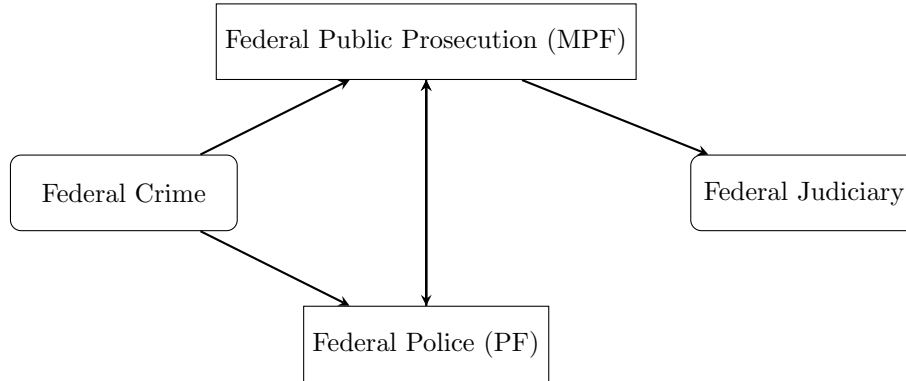 Federal Public Prosecution (MPF)
Federal Crime
Federal Judiciary
Federal Police (PF)